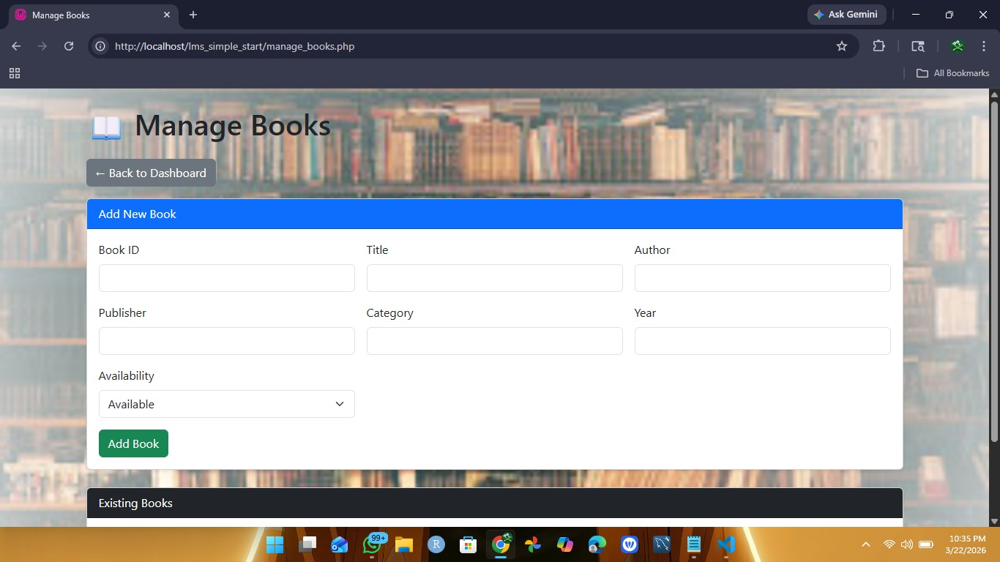 Manage Books
Ask Gemini
http://localhost/lms_simple_start/manage_books.php
All Bookmarks
Manage Books
← Back to Dashboard
Add New Book
Book ID
Title
Author
Publisher
Category
Year
Availability
Available
Add Book
Existing Books
99+
R
10:35 PM
3/22/2026